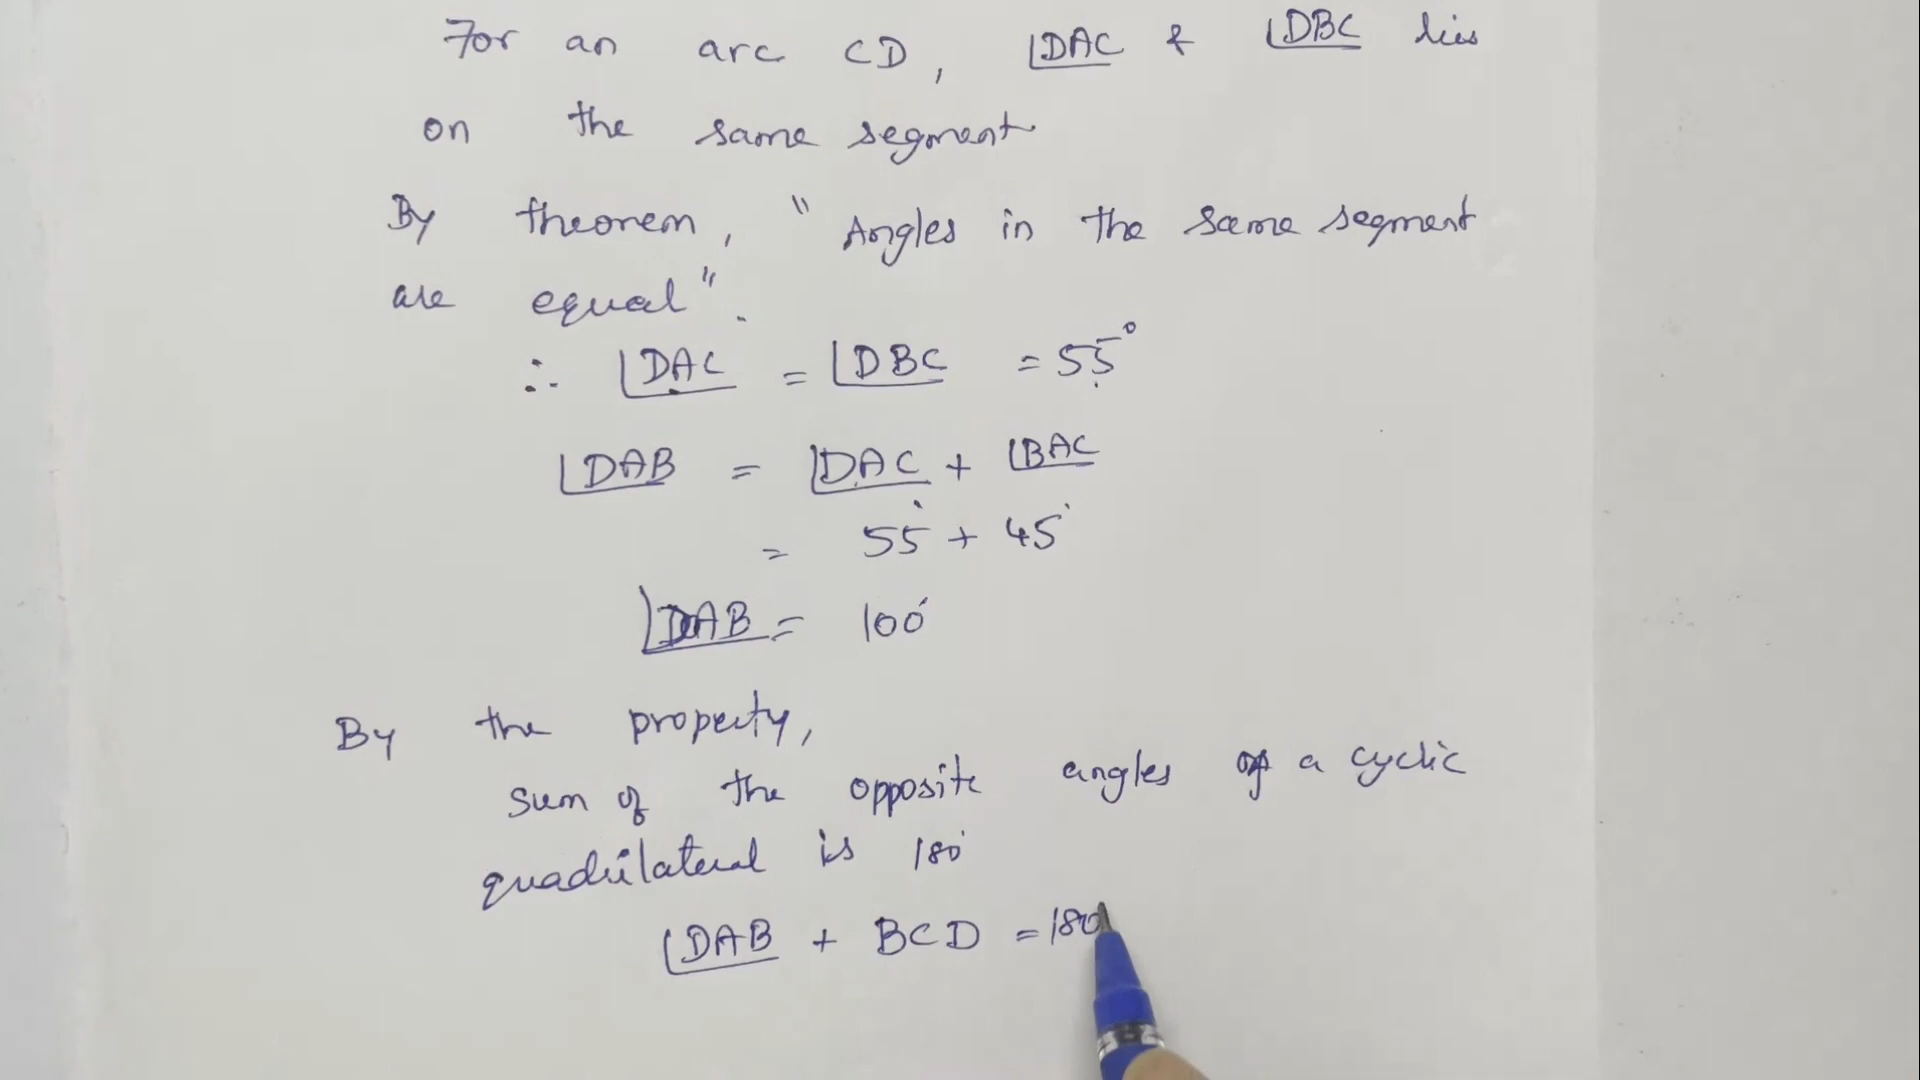 For an arc CD, ∠DAC & ∠DBC lies
on the same segment
By theorem, " Angles in the same segment
are equal".
∴ ∠DAC = ∠DBC = 55°
∠DAB = ∠DAC + ∠BAC
= 55° + 45°
∠DAB = 100°
By the property,
sum of the opposite angles of a cyclic
quadrilateral is 180°
∠DAB + BCD = 180